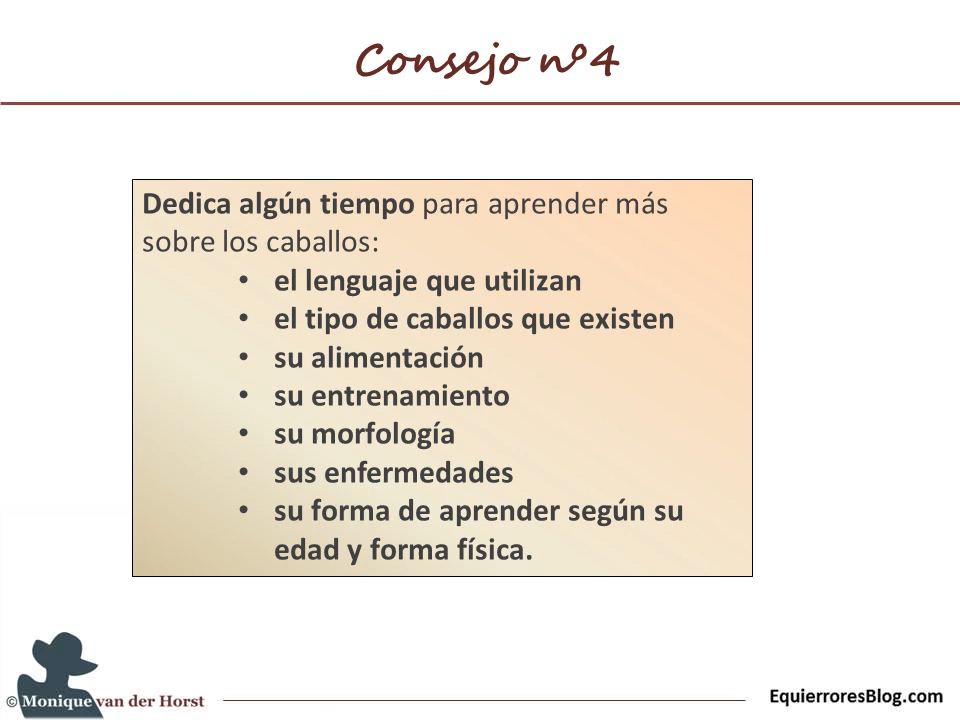 Consejo nº4
Dedica algún tiempo para aprender más
sobre los caballos:
• el lenguaje que utilizan
• el tipo de caballos que existen
• su alimentación
• su entrenamiento
• su morfología
• sus enfermedades
• su forma de aprender según su
edad y forma física.
© Monique van der Horst
EquierroresBlog.com